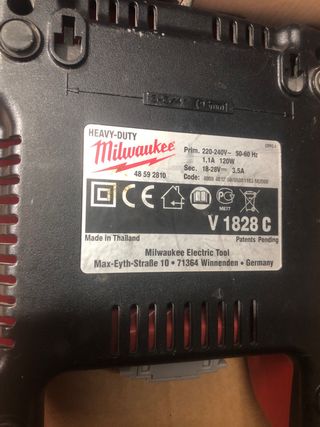 HEAVY-DUTY
Milwaukee
48 59 2810
Prim. 220-240V~ 50-60 Hz
1.1A 120W
Sec. 18-28V 3.5A
Code:
V 1828 C
Made in Thailand
Patents Pending
Milwaukee Electric Tool
Max-Eyth-Straße 10 • 71364 Winnenden • Germany